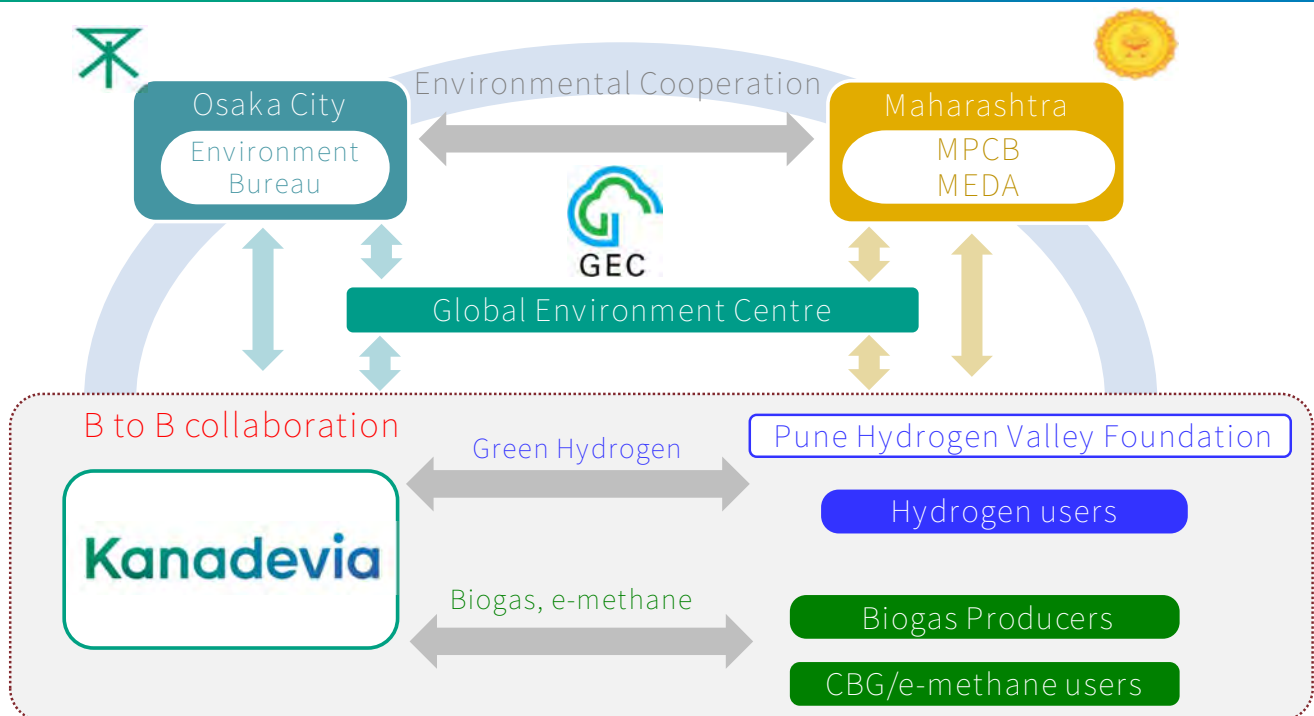 Environmental Cooperation
Osaka City
Environment
Bureau
Maharashtra
MPCB
MEDA
GEC
Global Environment Centre
B to B collaboration
Kanadevia
Green Hydrogen
Pune Hydrogen Valley Foundation
Hydrogen users
Biogas, e-methane
Biogas Producers
CBG/e-methane users